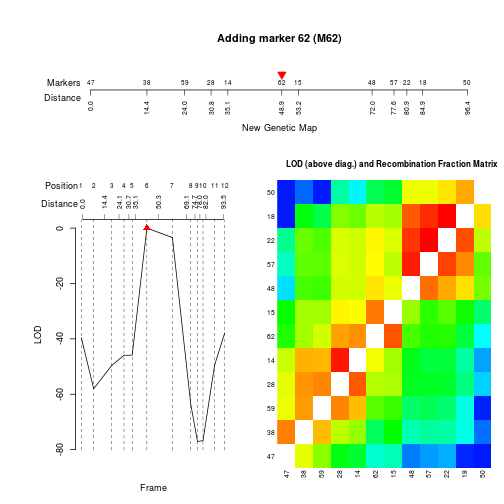 Adding marker 62 (M62)
Markers 47 38 59 28 14 62 15 48 57 22 18 50
Distance 0.0 14.4 24.0 30.8 35.1 48.9 53.2 72.0 77.6 80.9 84.9 96.4
New Genetic Map
LOD (above diag.) and Recombination Fraction Matrix
Position 1 2 3 4 5 6 7 8 9 10 11 12
Distance 0.0 14.4 24.1 30.7 35.1 50.3 69.1 82.0 93.5
0
-20
-40
-60
-80
LOD
Frame
50
18
22
57
48
15
62
14
28
59
38
47
47 38 59 28 14 62 15 48 57 22 18 50